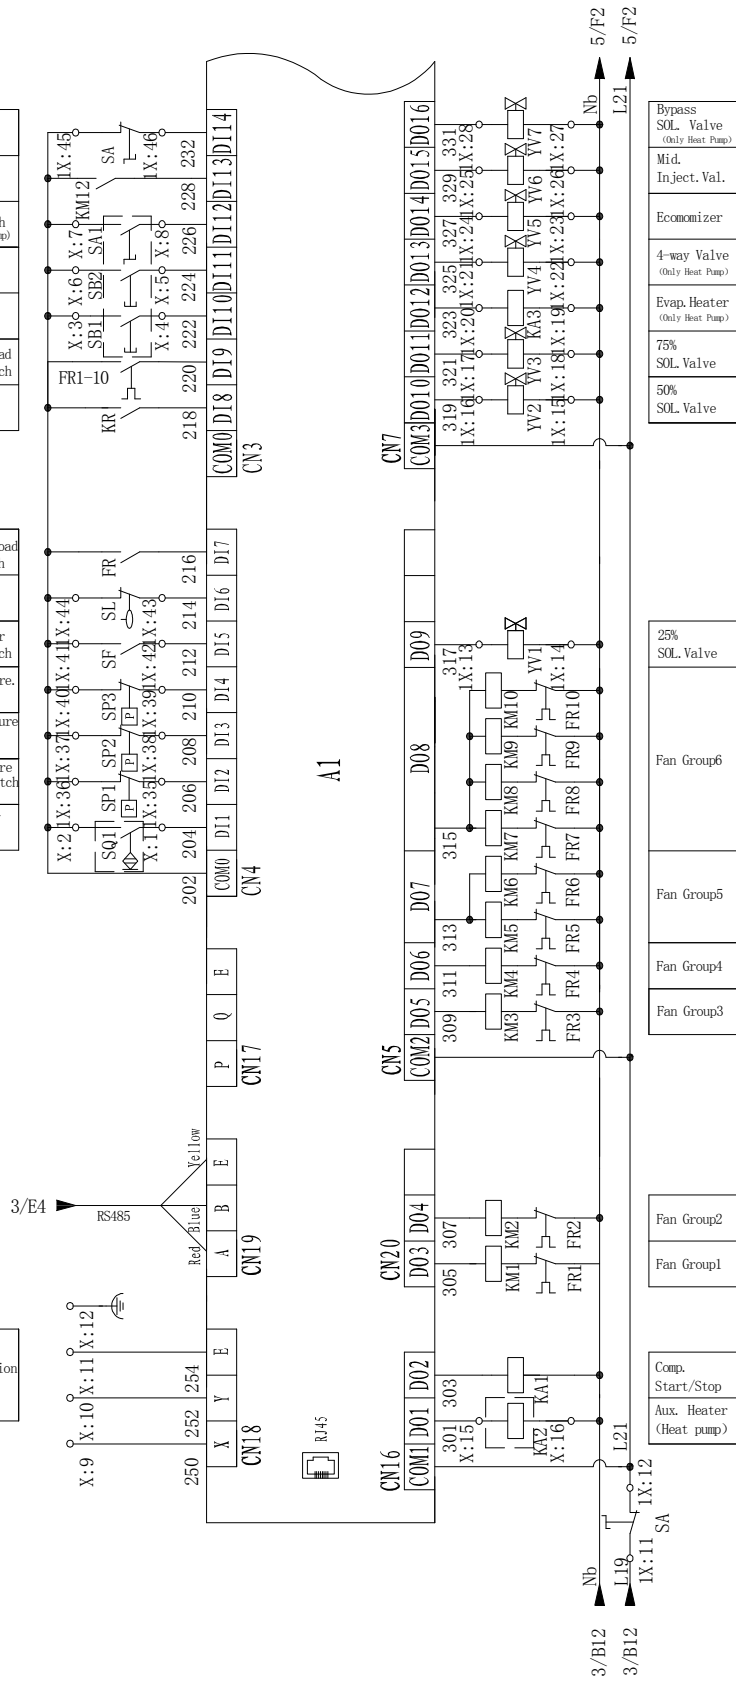 5/F2
5/F2
Nb
L21
1X:45
SA
1X:46
232
DI14
KM12
228
DI13
X:7
SA1
X:8
226
DI12
X:6
SB2
X:5
224
DI11
X:3
SB1
X:4
222
DI10
FR1-10
220
DI9
KR
218
DI8
COM0
CN3
FR
216
DI7
1X:44
SL
1X:43
214
DI6
1X:41
SF
1X:42
212
DI5
1X:40
SP3
P
1X:39
210
DI4
1X:37
SP2
P
1X:38
208
DI3
1X:36
SP1
P
1X:35
206
DI2
X:2
SQ1
X:1
204
DI1
202
COM0
CN4
E
Q
P
CN17
3/E4
RS485
Yellow
Blue
Red
E
B
A
CN19
X:12
X:11
254
E
X:10
252
Y
X:9
250
X
CN18
RJ45
A1
DO16
331
1X:28
YV7
1X:27
Bypass
SOL. Valve
(Only Heat Pump)
DO15
329
1X:25
YV6
1X:26
Mid.
Inject.Val.
DO14
327
1X:24
YV5
1X:23
Ecomomizer
DO13
325
1X:21
YV4
1X:22
4-way Valve
(Only Heat Pump)
DO12
323
1X:20
KA3
1X:19
Evap.Heater
(Only Heat Pump)
DO11
321
1X:17
YV3
1X:18
75%
SOL.Valve
DO10
319
1X:16
YV2
1X:15
50%
SOL.Valve
COM3
CN7
DO9
317
1X:13
YV1
1X:14
25%
SOL.Valve
DO8
315
KM10
FR10
KM9
FR9
KM8
FR8
KM7
FR7
Fan Group6
DO7
313
KM6
FR6
KM5
FR5
Fan Group5
DO6
311
KM4
FR4
Fan Group4
DO5
309
KM3
FR3
Fan Group3
COM2
CN5
DO4
307
KM2
FR2
Fan Group2
DO3
305
KM1
FR1
Fan Group1
CN20
DO2
303
KA1
Comp.
Start/Stop
DO1
301
X:15
KA2
X:16
Aux. Heater
(Heat pump)
COM1
CN16
L21
1X:12
SA
1X:11
L19
Nb
3/B12
3/B12